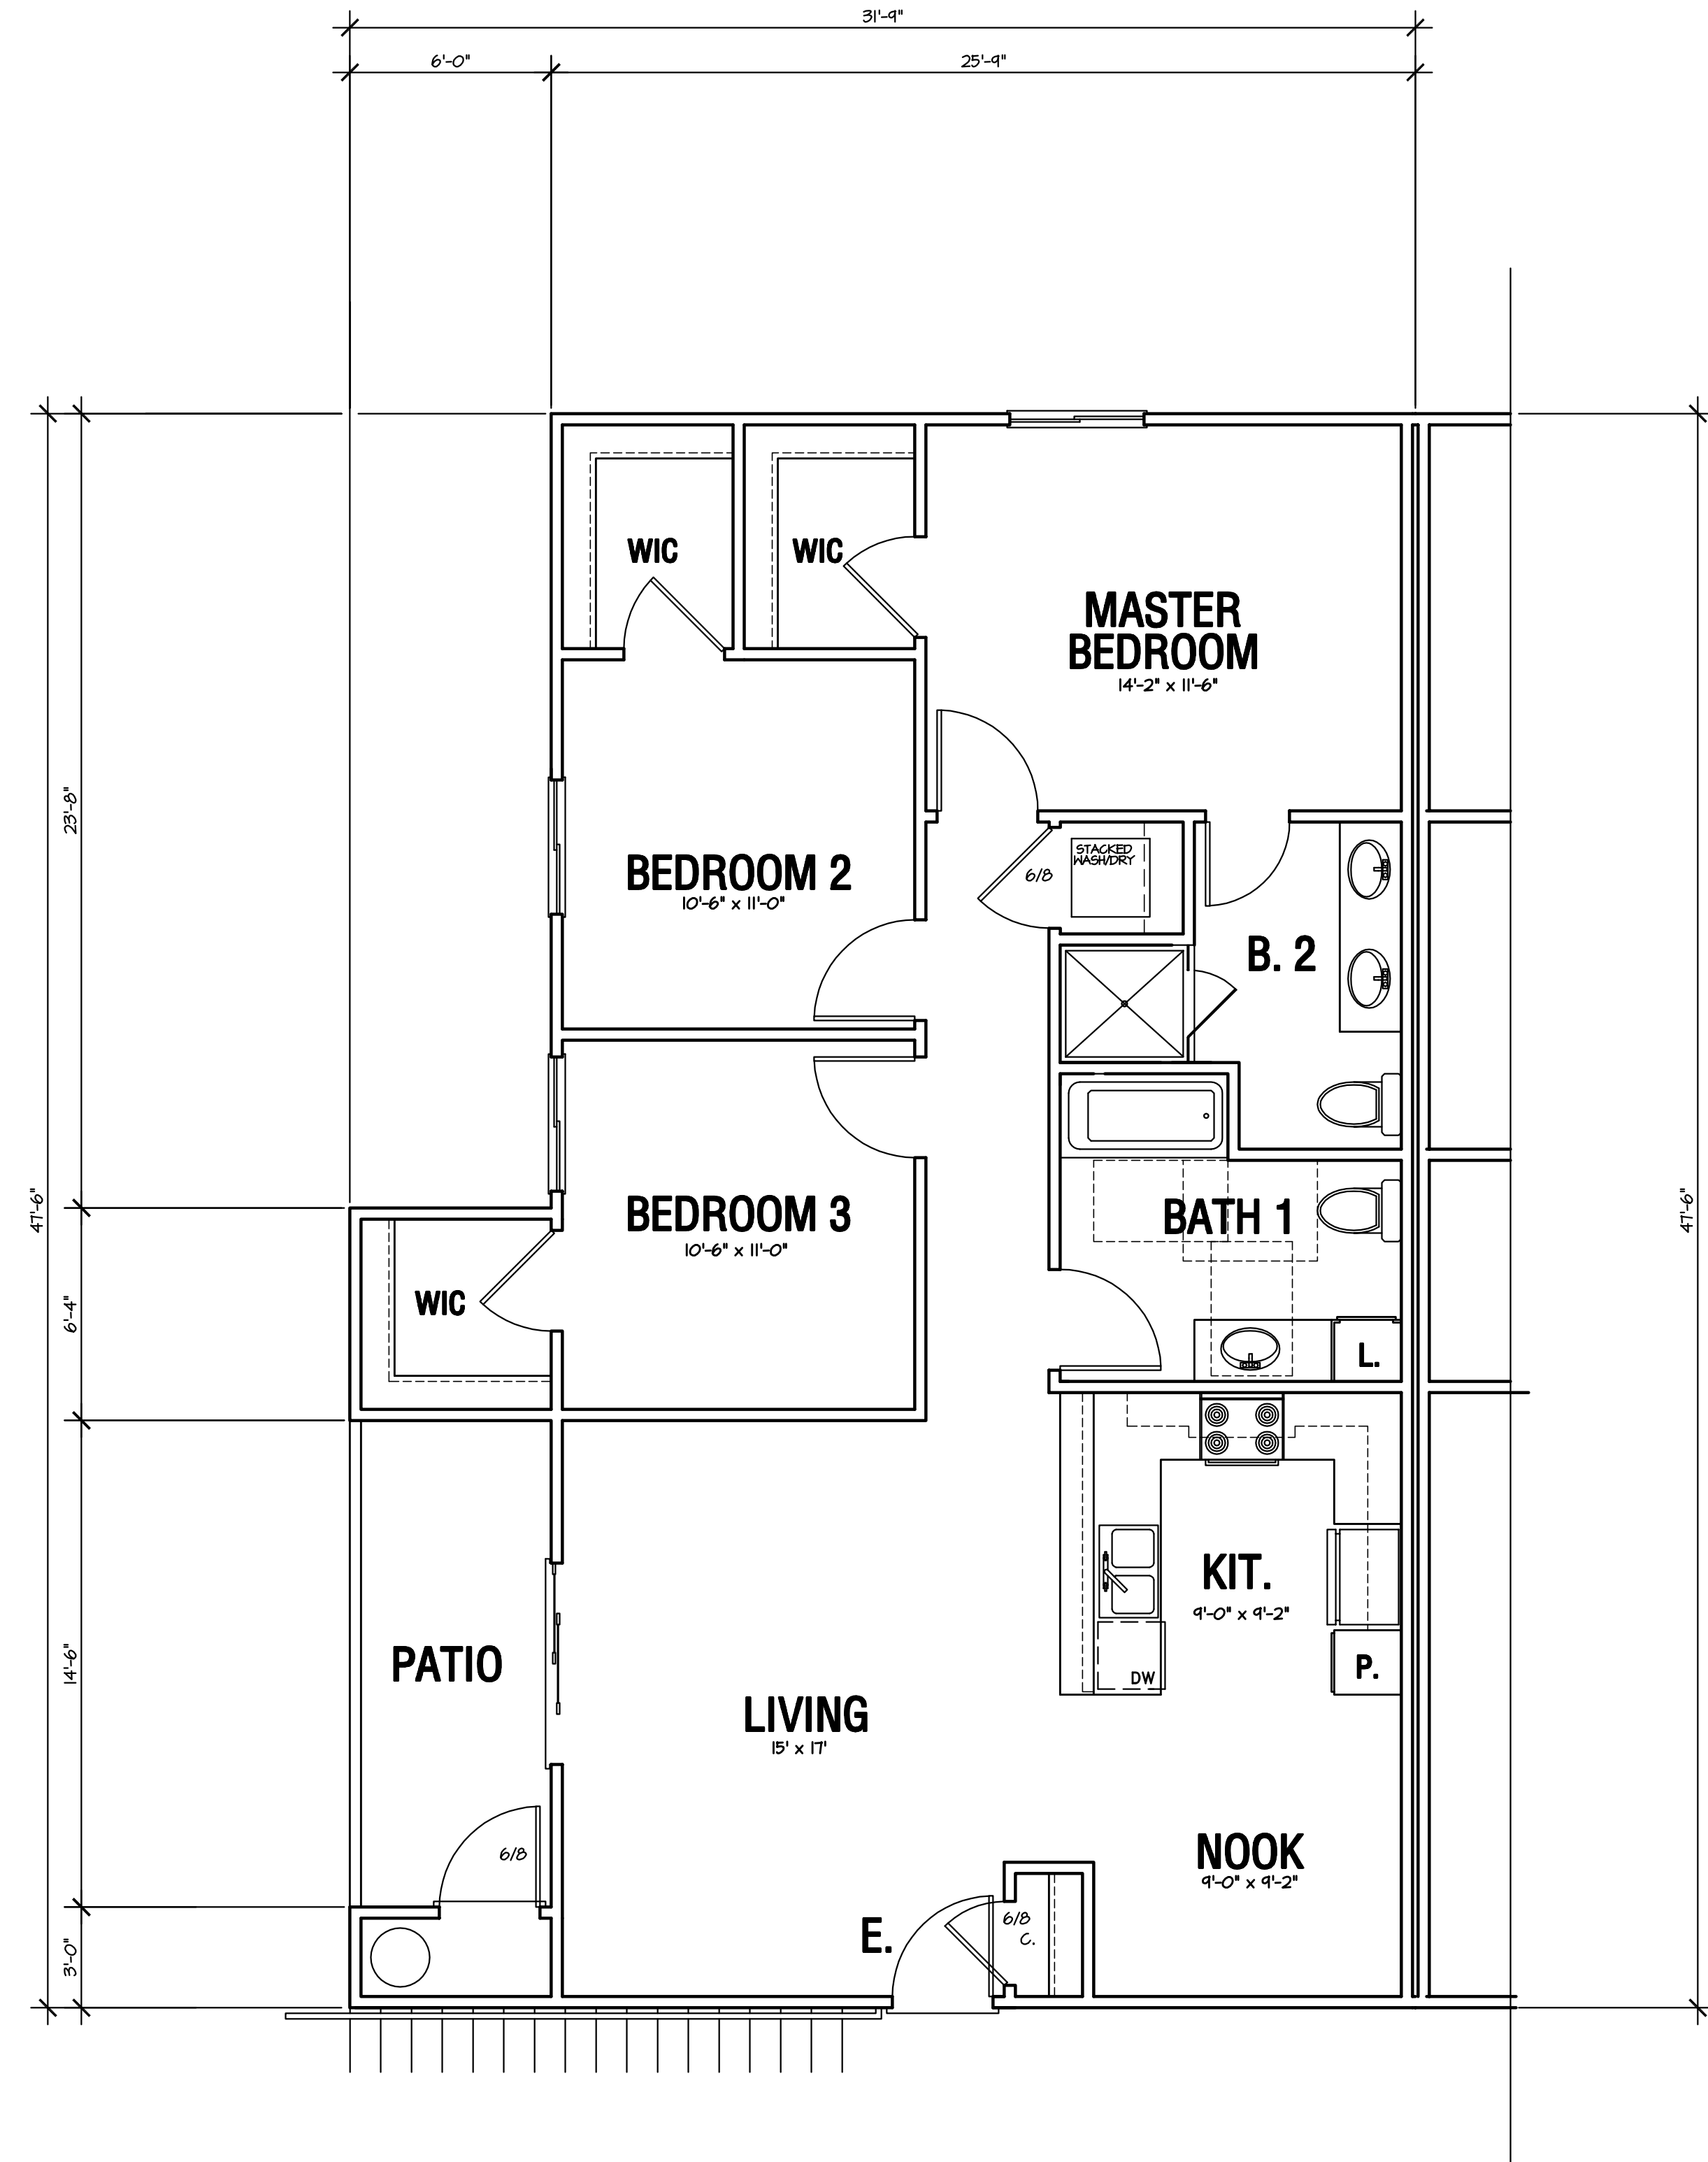 31'-9"
6'-0"
25'-9"
WIC
WIC
MASTER
BEDROOM
14'-2" x 11'-6"
23'-8"
STACKED
WASH/DRY
6/8
BEDROOM 2
10'-6" x 11'-0"
B. 2
47'-6"
47'-6"
BEDROOM 3
10'-6" x 11'-0"
BATH 1
WIC
6'-4"
L.
KIT.
9'-0" x 9'-2"
PATIO
14'-6"
P.
DW
LIVING
15' x 17'
6/8
NOOK
9'-0" x 9'-2"
E.
6/8
C.
3'-0"